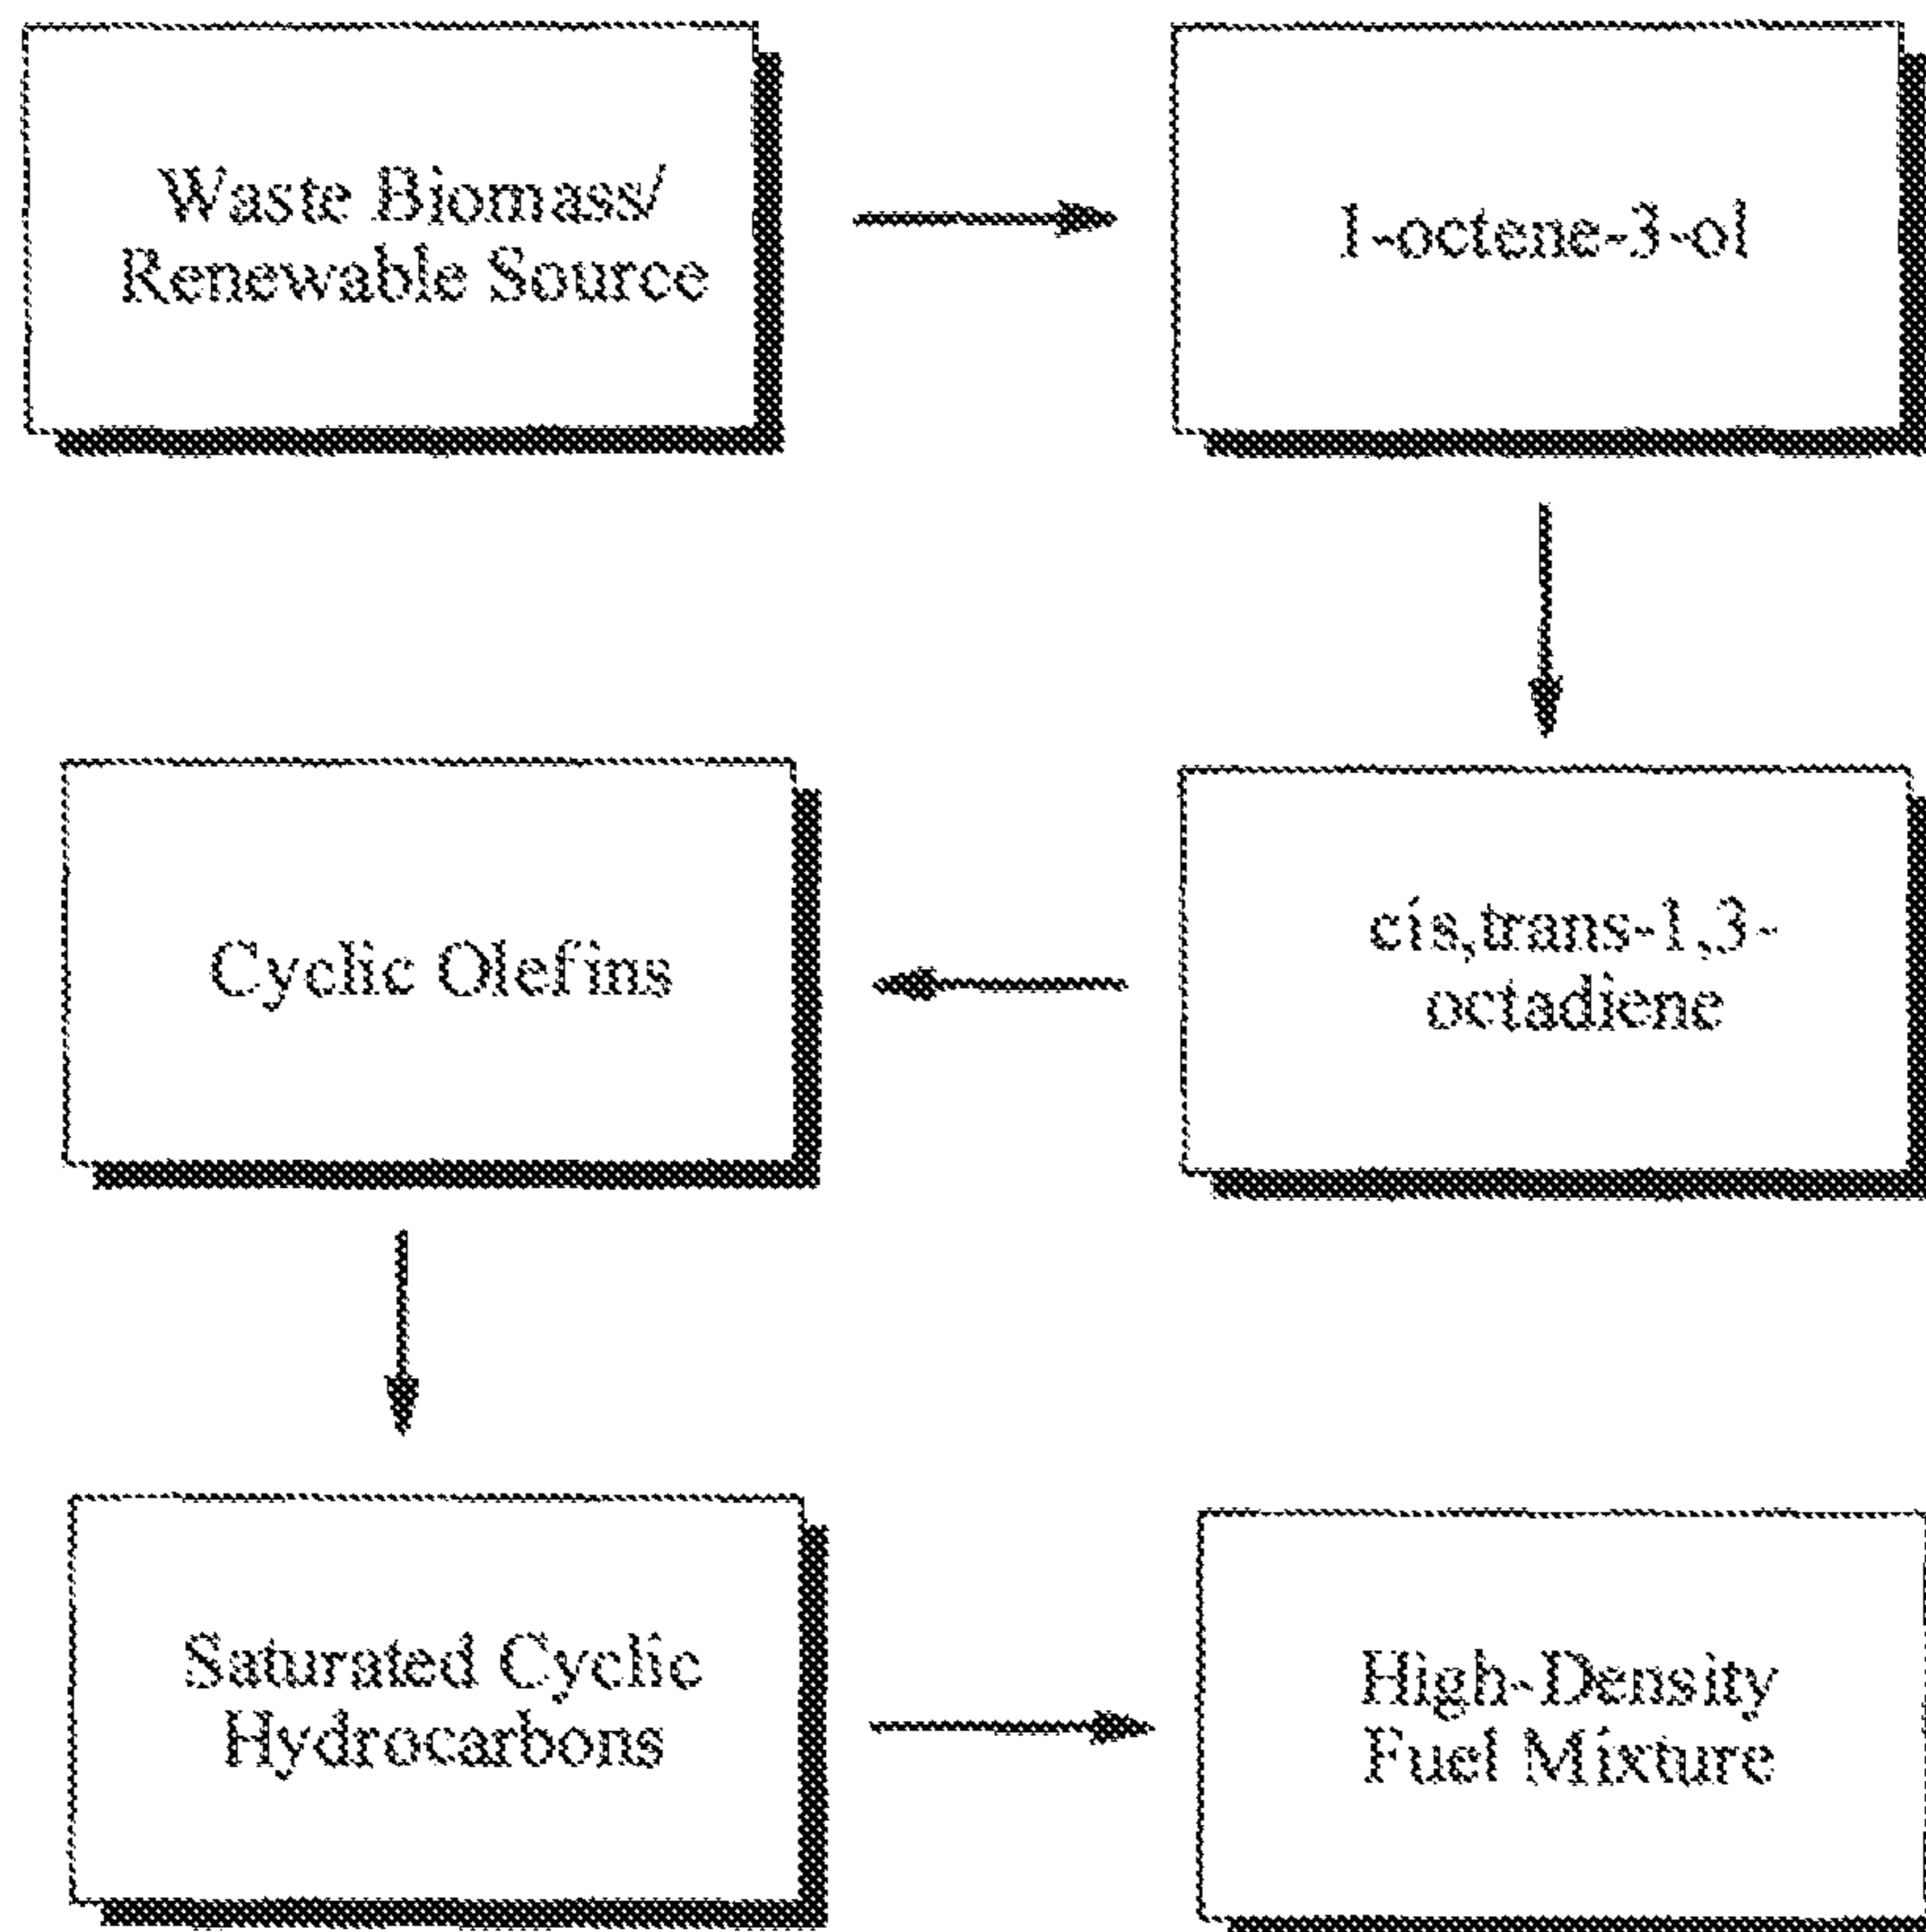 Waste Biomass/
Renewable Source
1-octene-3-ol
cis,trans-1,3-
octadiene
Cyclic Olefins
Saturated Cyclic
Hydrocarbons
High-Density
Fuel Mixture